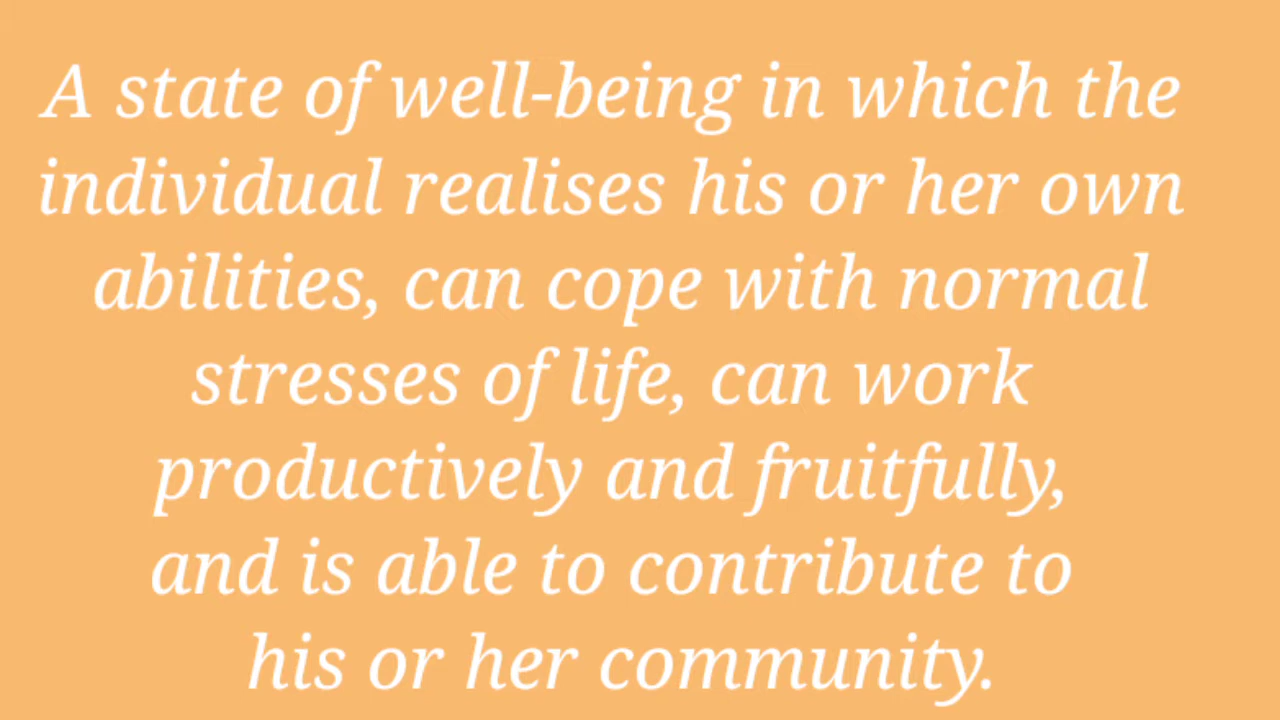 A state of well-being in which the
individual realises his or her own
abilities, can cope with normal
stresses of life, can work
productively and fruitfully,
and is able to contribute to
his or her community.